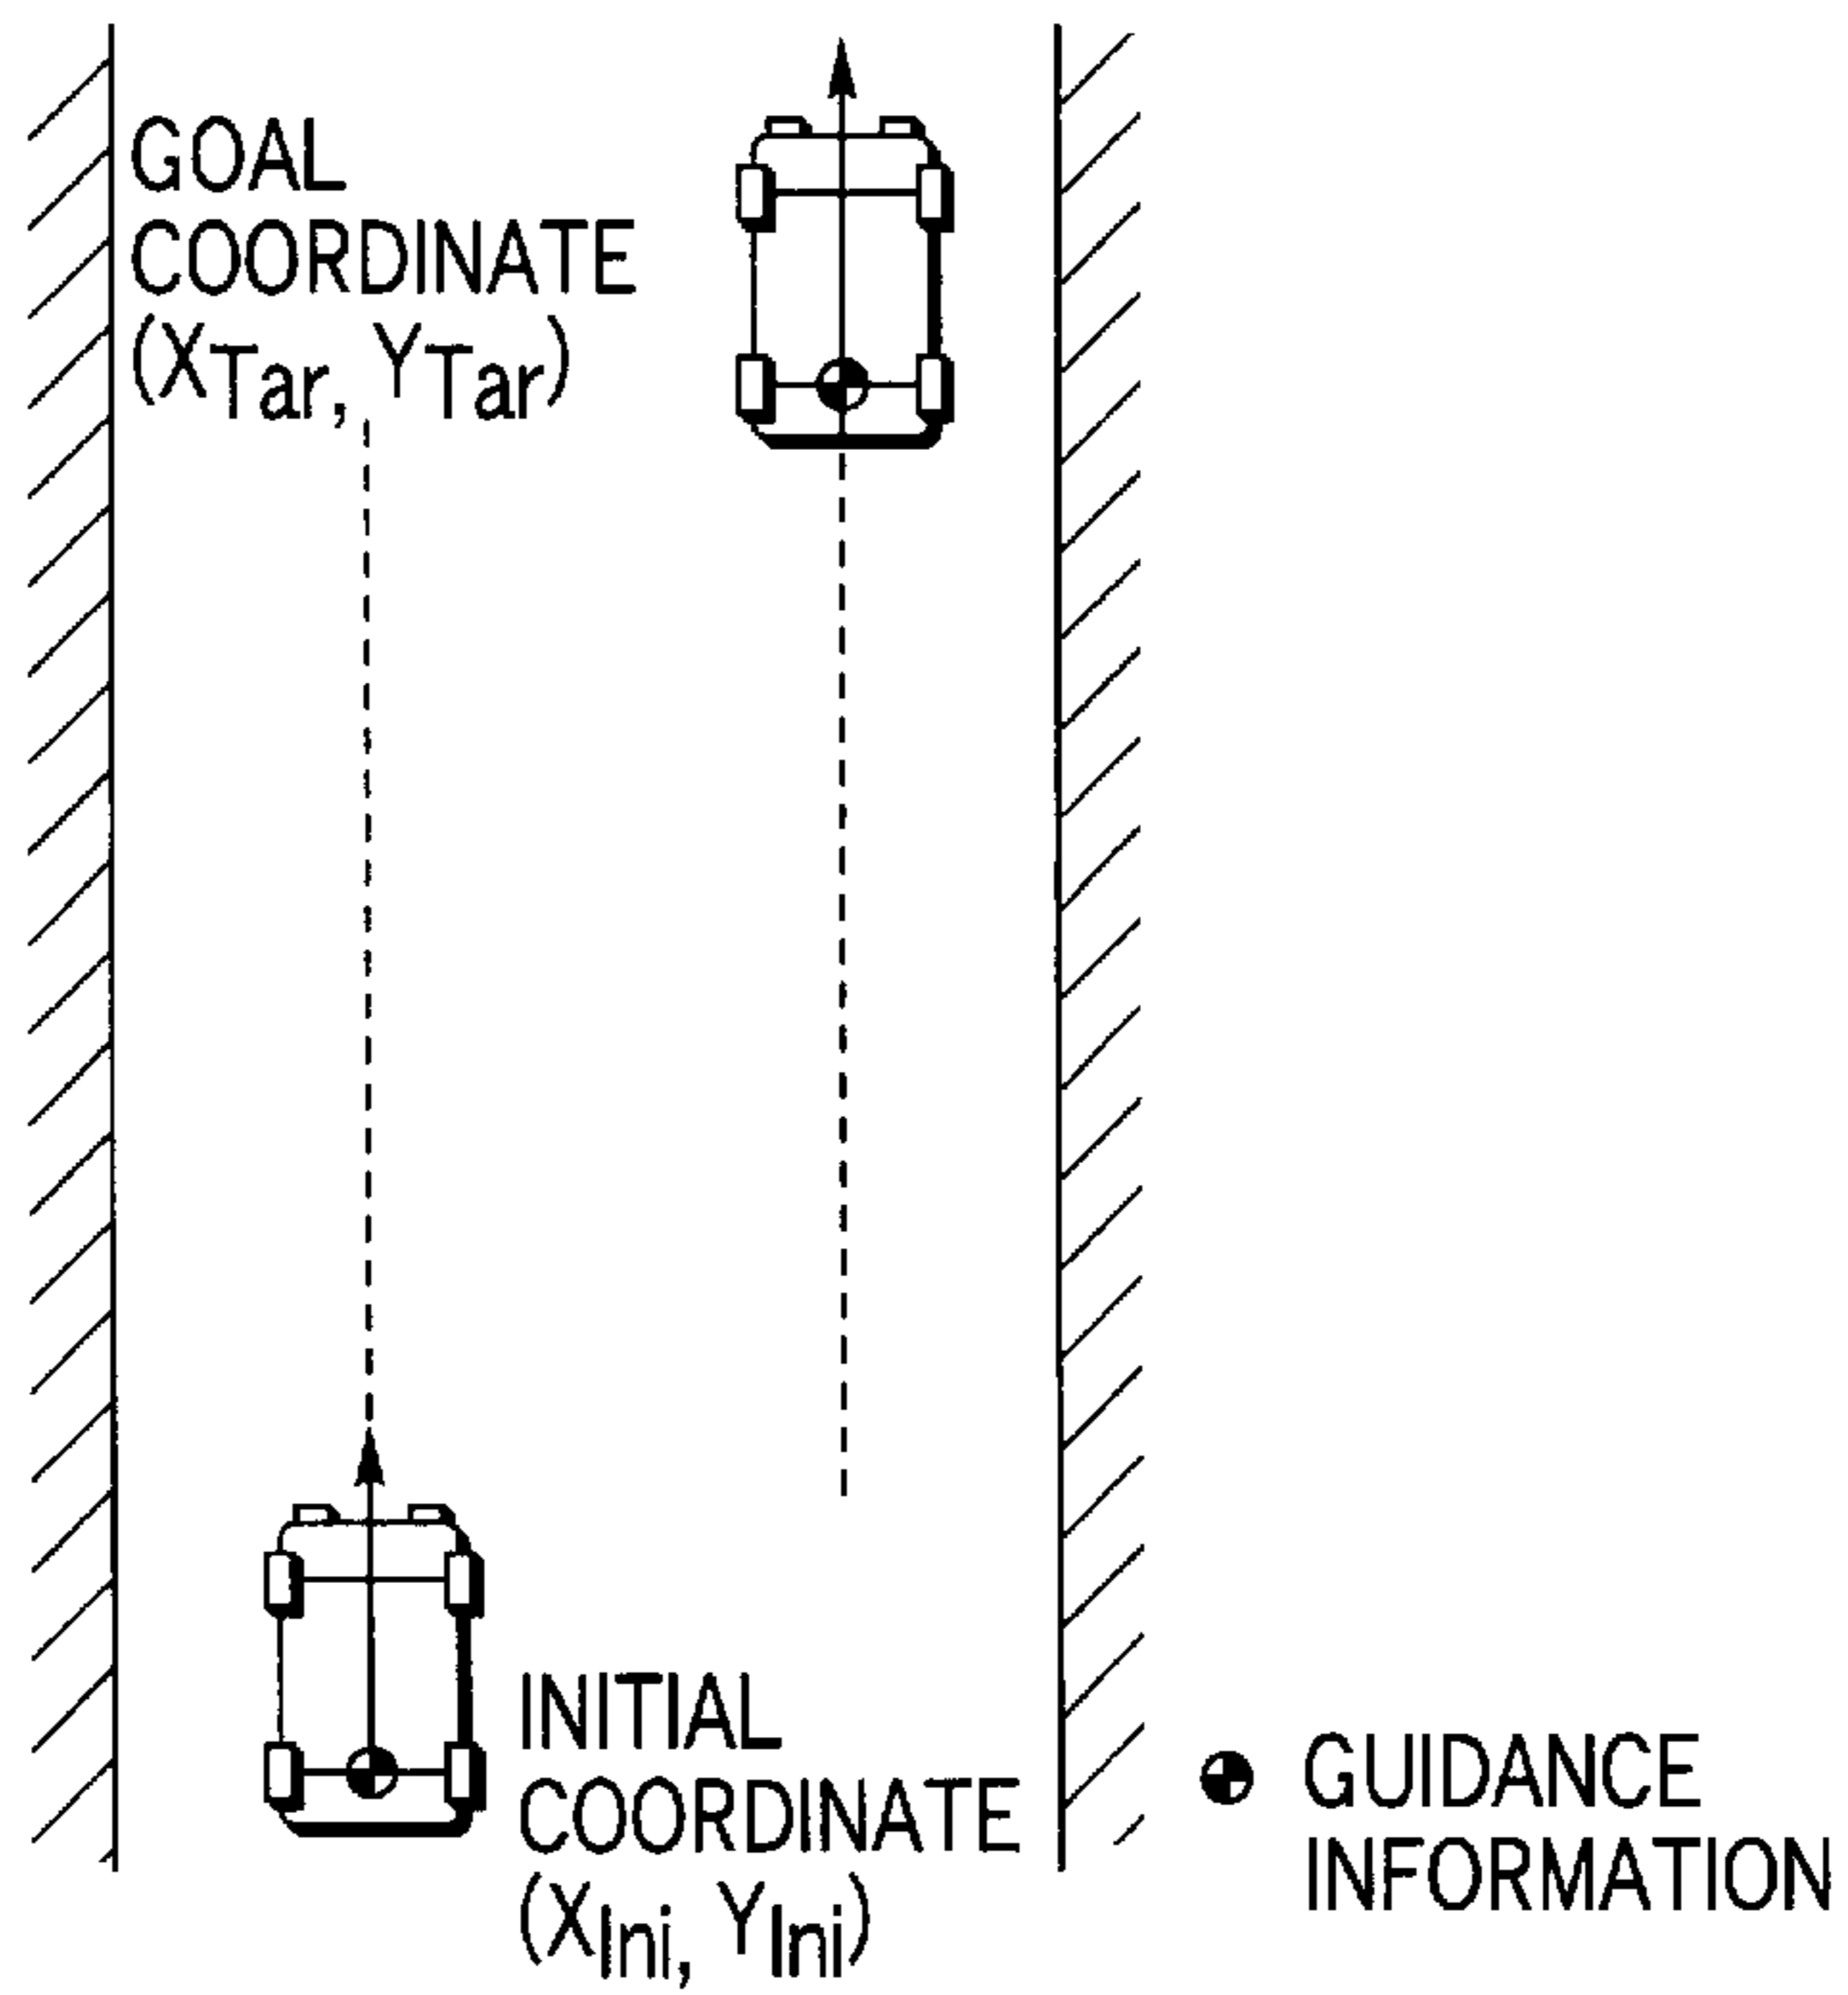 GOAL
COORDINATE
(XTar, YTar)
INITIAL
COORDINATE
(XIni, YIni)
GUIDANCE
INFORMATION